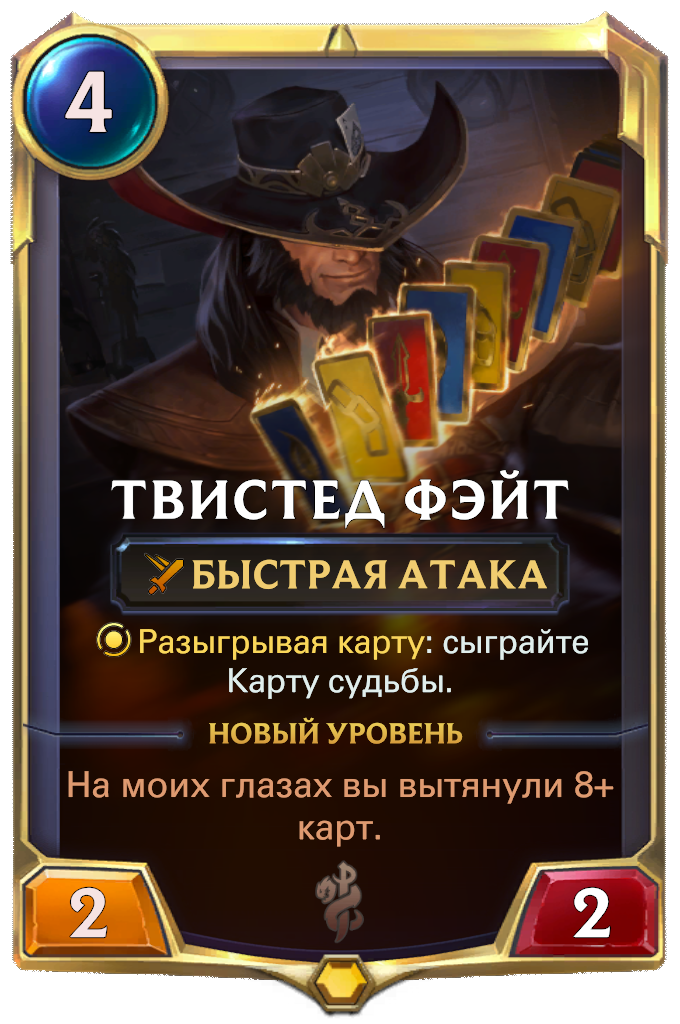 4
ТВИСТЕД ФЭЙТ
БЫСТРАЯ АТАКА
Разыгрывая карту: сыграйте
Карту судьбы.
НОВЫЙ УРОВЕНЬ
На моих глазах вы вытянули 8+
карт.
2
2